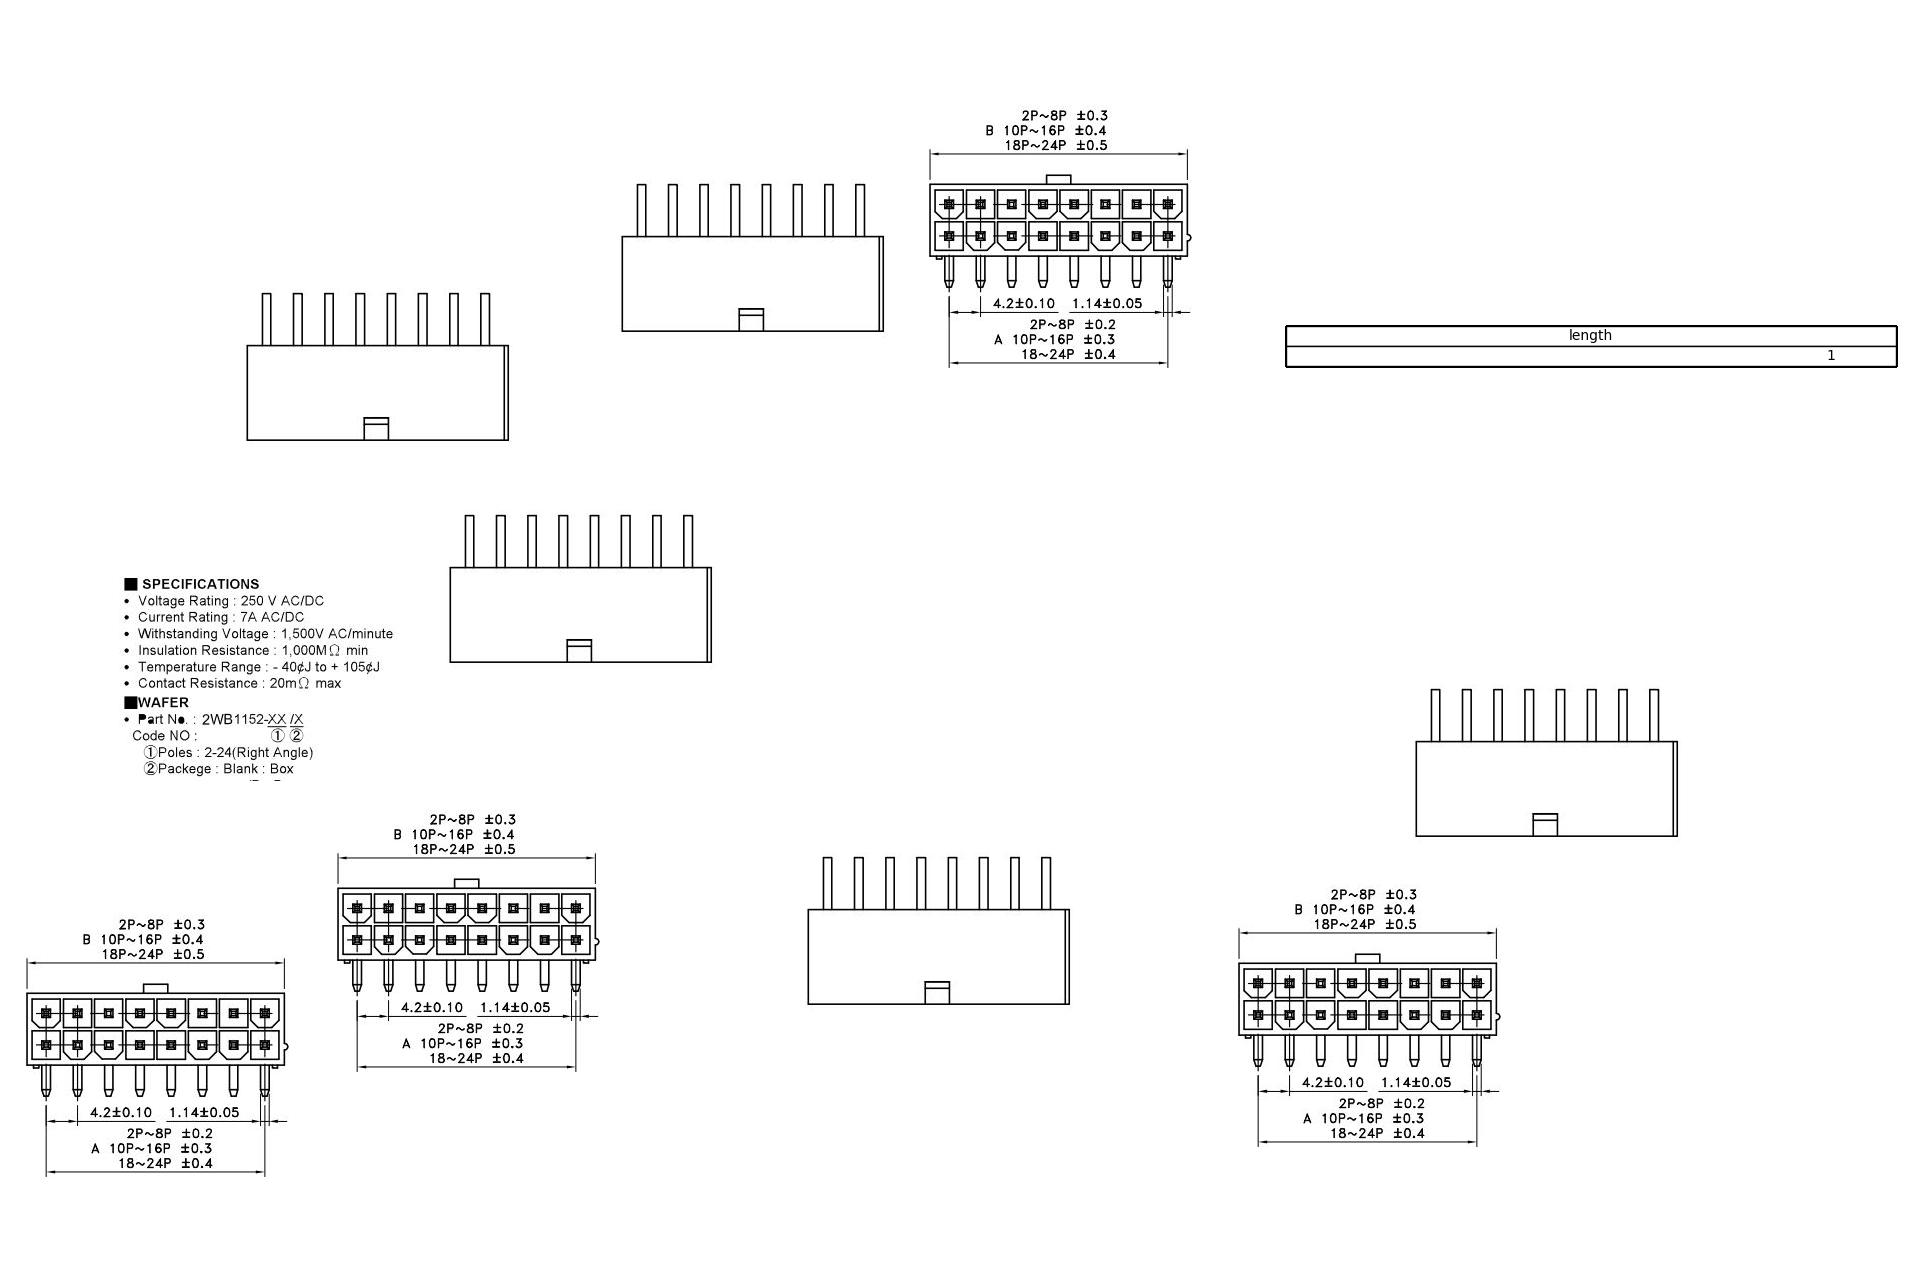 2P~8P ±0.3
B 10P~16P ±0.4
18P~24P ±0.5
4.2±0.10 1.14±0.05
2P~8P ±0.2
A 10P~16P ±0.3
18~24P ±0.4
length
1
■ SPECIFICATIONS
• Voltage Rating : 250 V AC/DC
• Current Rating : 7A AC/DC
• Withstanding Voltage : 1,500V AC/minute
• Insulation Resistance : 1,000MΩ min
• Temperature Range : - 40¢J to + 105¢J
• Contact Resistance : 20mΩ max
■WAFER
• Part No. : 2WB1152-XX /X
Code NO : ① ②
①Poles : 2-24(Right Angle)
②Packege : Blank : Box
2P~8P ±0.3
B 10P~16P ±0.4
18P~24P ±0.5
4.2±0.10 1.14±0.05
2P~8P ±0.2
A 10P~16P ±0.3
18~24P ±0.4
2P~8P ±0.3
B 10P~16P ±0.4
18P~24P ±0.5
4.2±0.10 1.14±0.05
2P~8P ±0.2
A 10P~16P ±0.3
18~24P ±0.4
2P~8P ±0.3
B 10P~16P ±0.4
18P~24P ±0.5
4.2±0.10 1.14±0.05
2P~8P ±0.2
A 10P~16P ±0.3
18~24P ±0.4